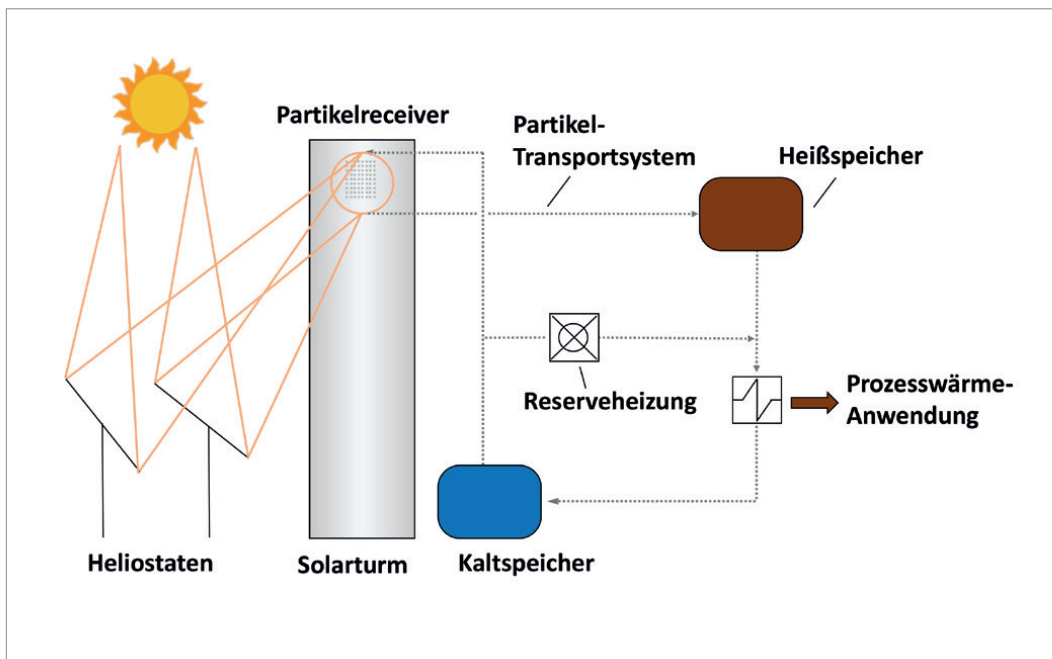 Partikelreceiver
Partikel-
Transportsystem
Heißspeicher
Reserveheizung
Prozesswärme-
Anwendung
Heliostaten
Solarturm
Kaltspeicher